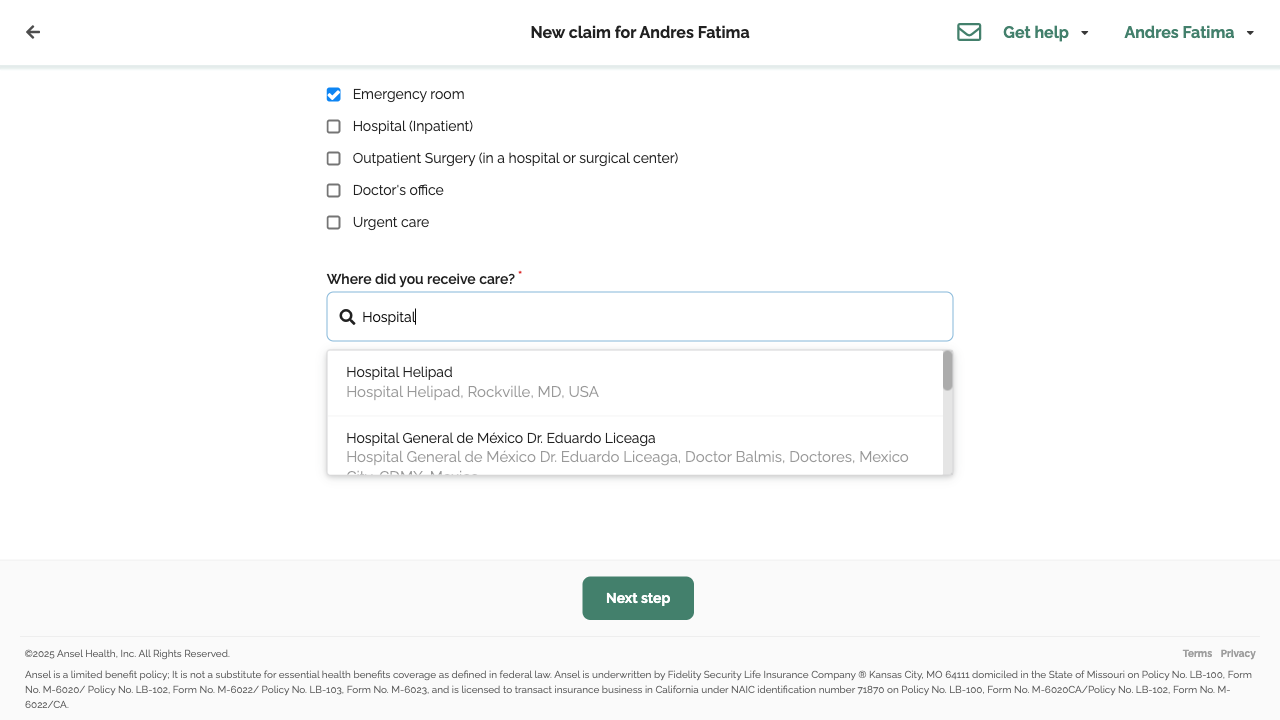 New claim for Andres Fatima
Get help
Andres Fatima
Emergency room
Hospital (Inpatient)
Outpatient Surgery (in a hospital or surgical center)
Doctor's office
Urgent care
Where did you receive care? *
Hospital
Hospital Helipad
Hospital Helipad, Rockville, MD, USA
Hospital General de México Dr. Eduardo Liceaga
Hospital General de México Dr. Eduardo Liceaga, Doctor Balmis, Doctores, Mexico
City, CDMX, Mexico
Next step
©2025 Ansel Health, Inc. All Rights Reserved.
Terms Privacy
Ansel is a limited benefit policy; It is not a substitute for essential health benefits coverage as defined in federal law. Ansel is underwritten by Fidelity Security Life Insurance Company ® Kansas City, MO 64111 domiciled in the State of Missouri on Policy No. LB-100, Form
No. M-6020/ Policy No. LB-102, Form No. M-6022/ Policy No. LB-103, Form No. M-6023, and is licensed to transact insurance business in California under NAIC identification number 71870 on Policy No. LB-100, Form No. M-6020CA/Policy No. LB-102, Form No. M-
6022/CA.